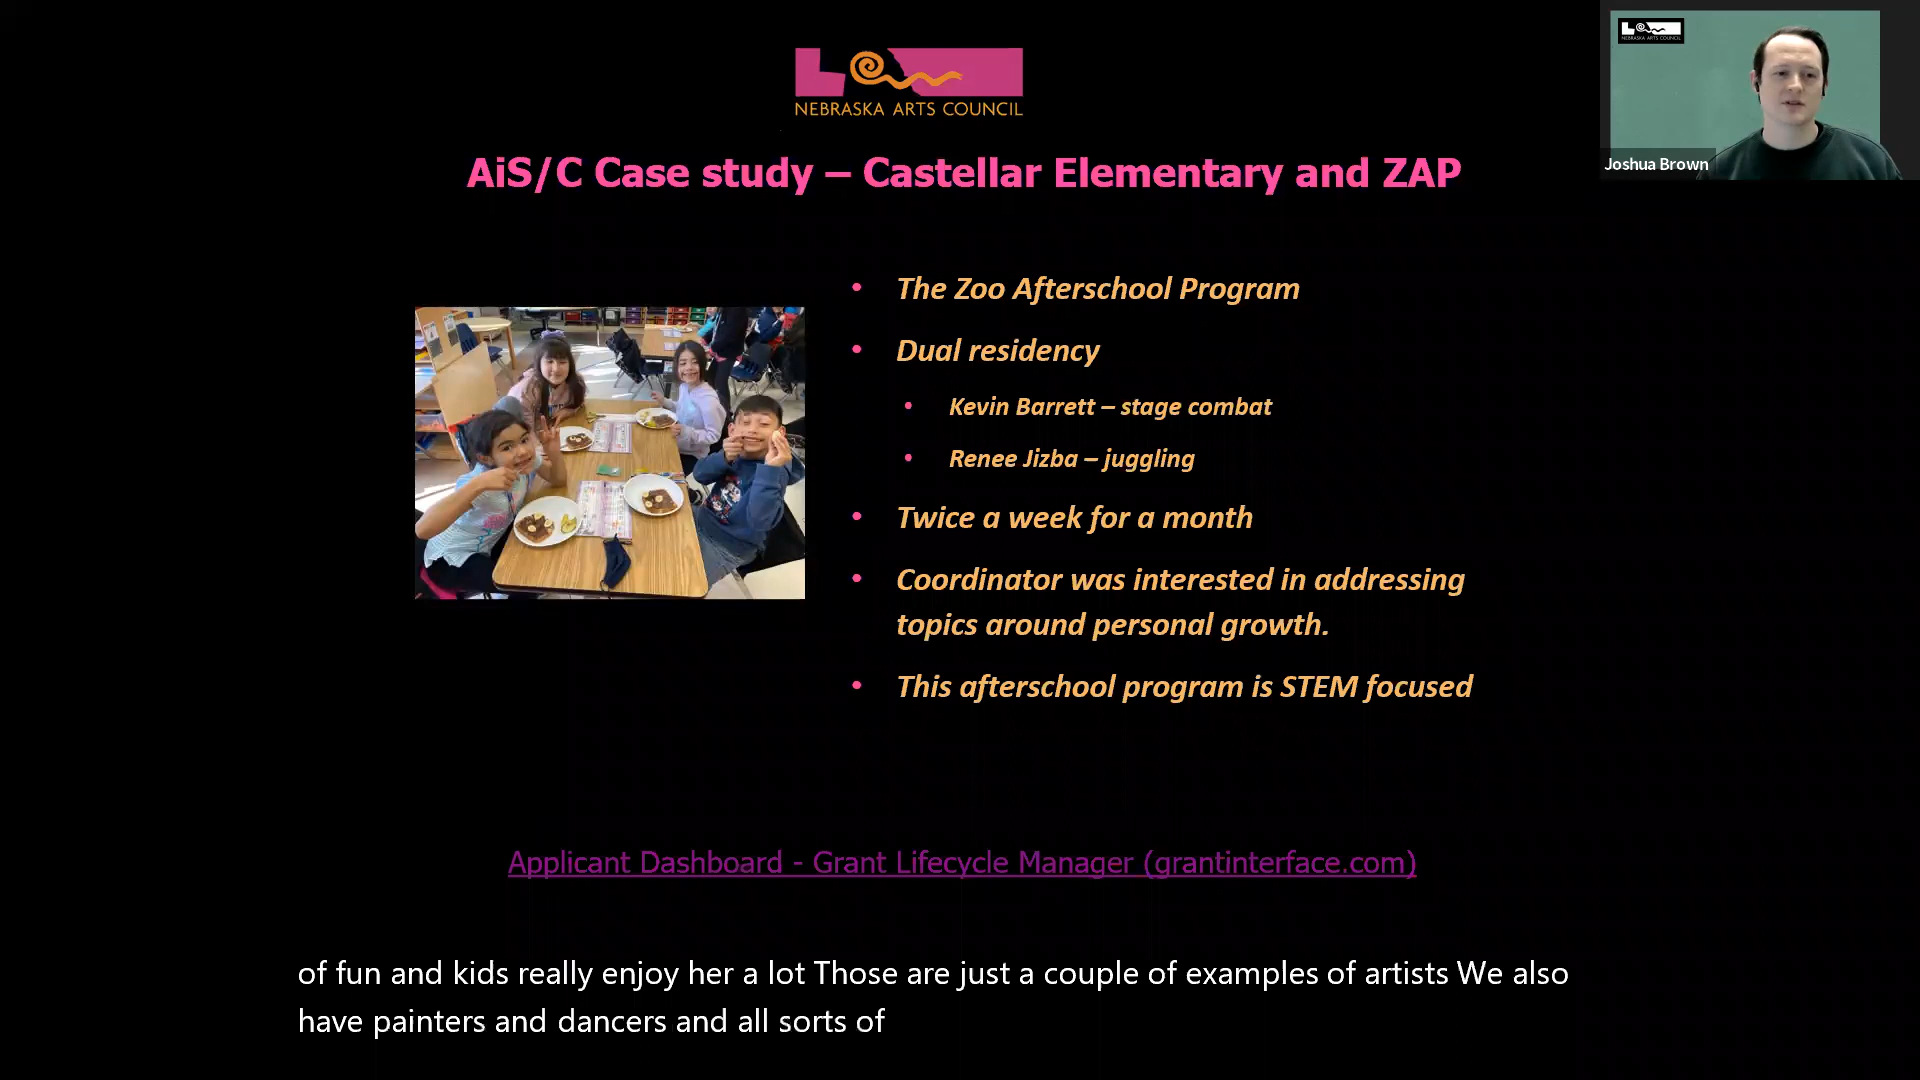 NEBRASKA ARTS COUNCIL
NEBRASKA ARTS COUNCIL
Joshua Brown
AiS/C Case study – Castellar Elementary and ZAP
• The Zoo Afterschool Program
• Dual residency
• Kevin Barrett – stage combat
• Renee Jizba – juggling
• Twice a week for a month
• Coordinator was interested in addressing
topics around personal growth.
• This afterschool program is STEM focused
Applicant Dashboard - Grant Lifecycle Manager (grantinterface.com)
of fun and kids really enjoy her a lot Those are just a couple of examples of artists We also
have painters and dancers and all sorts of